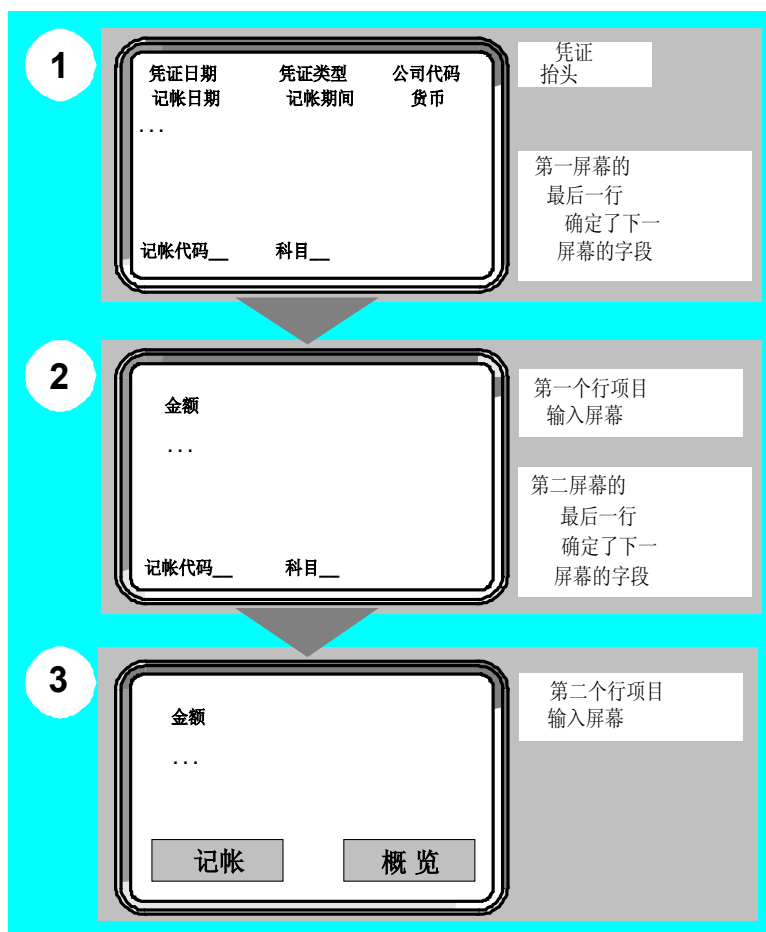 1
凭证日期 凭证类型 公司代码
记帐日期 记帐期间 货币
...
记帐代码__ 科目__
凭证
抬头
第一屏幕的
最后一行
确定了下一
屏幕的字段
2
金额
...
记帐代码__ 科目__
第一个行项目
输入屏幕
第二屏幕的
最后一行
确定了下一
屏幕的字段
3
金额
...
记帐 概 览
第二个行项目
输入屏幕